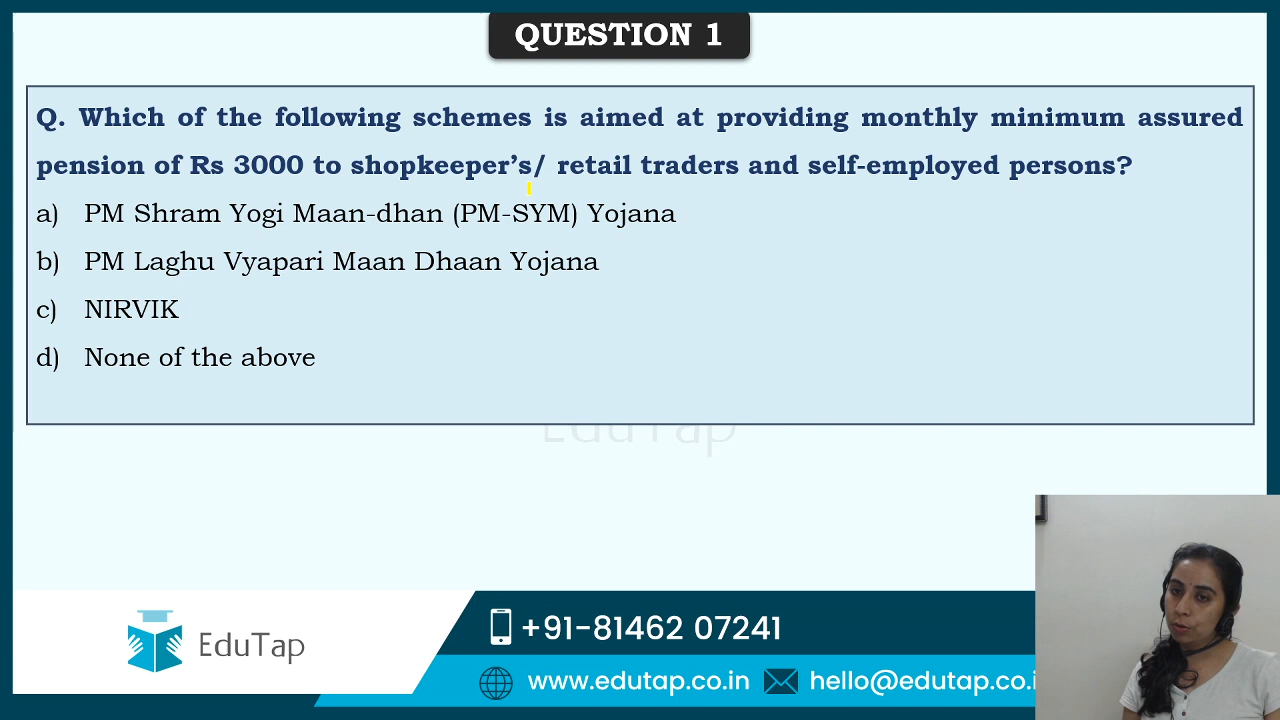 QUESTION 1
Q. Which of the following schemes is aimed at providing monthly minimum assured
pension of Rs 3000 to shopkeeper’s/ retail traders and self-employed persons?
a) PM Shram Yogi Maan-dhan (PM-SYM) Yojana
b) PM Laghu Vyapari Maan Dhaan Yojana
c) NIRVIK
d) None of the above
EduTap
EduTap
+91-81462 07241
www.edutap.co.in
hello@edutap.co.i